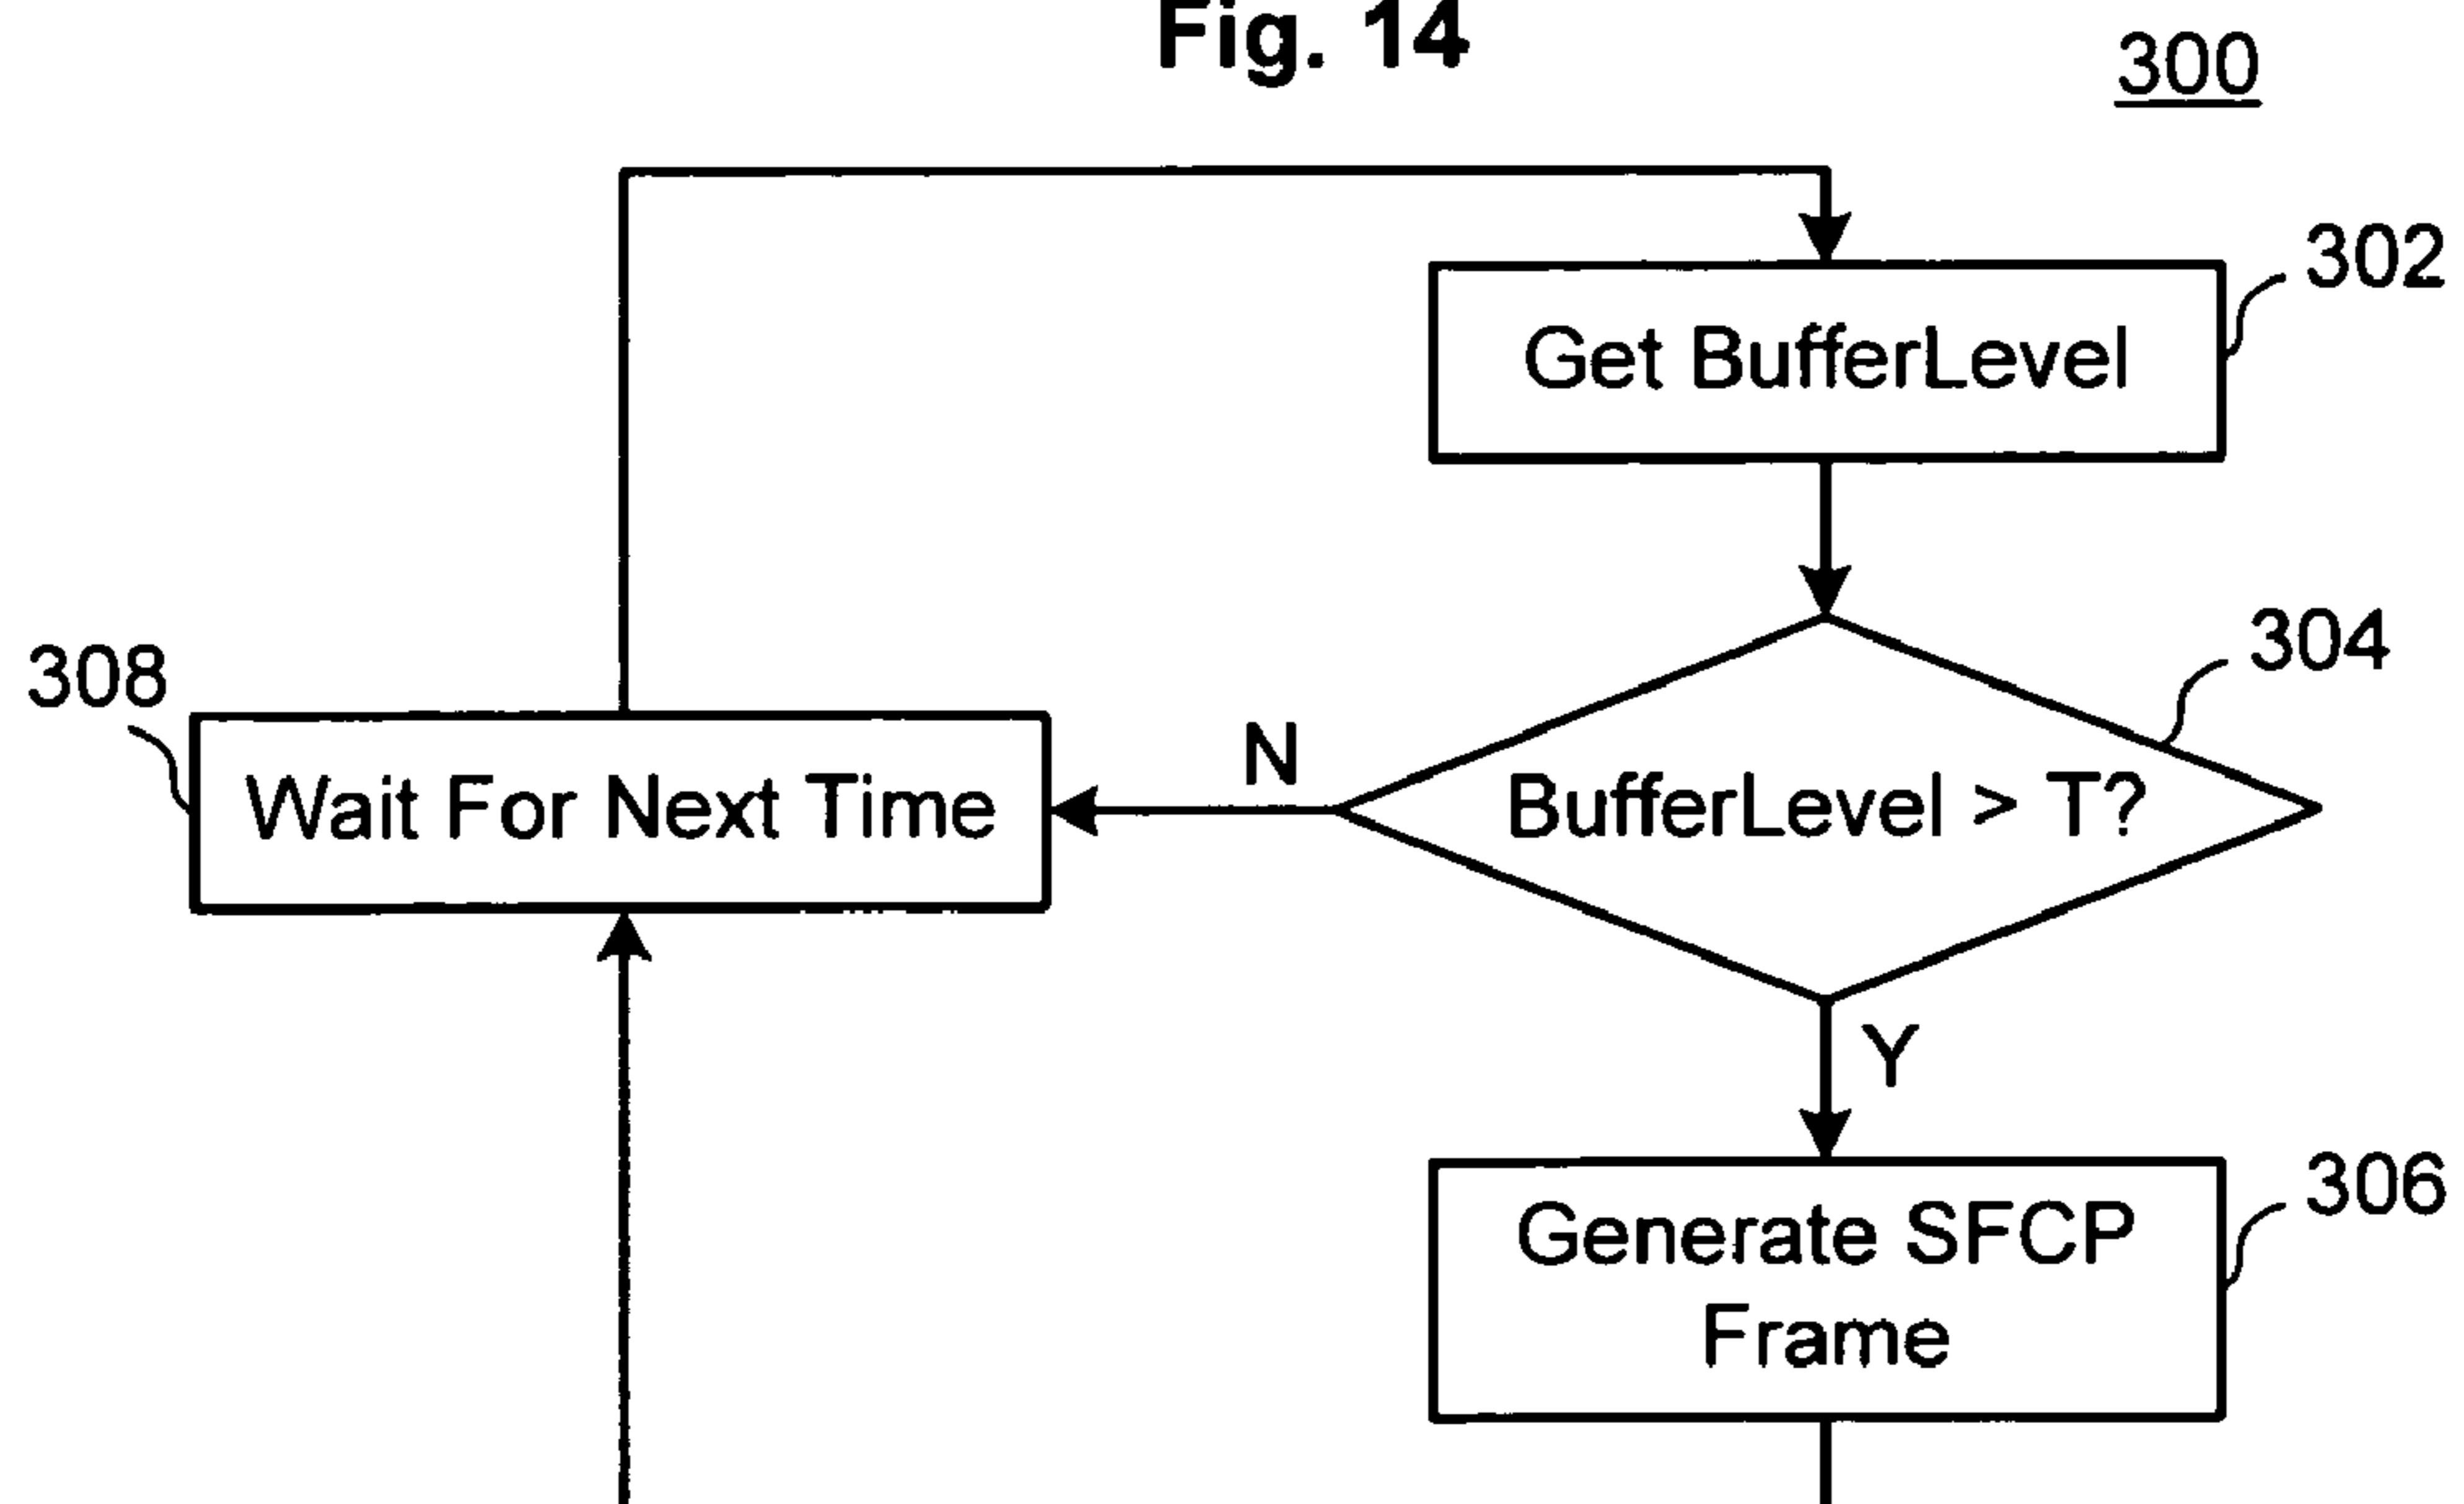 Fig. 14
300
302
Get BufferLevel
304
308
N
Wait For Next Time
BufferLevel > T?
Y
306
Generate SFCP
Frame